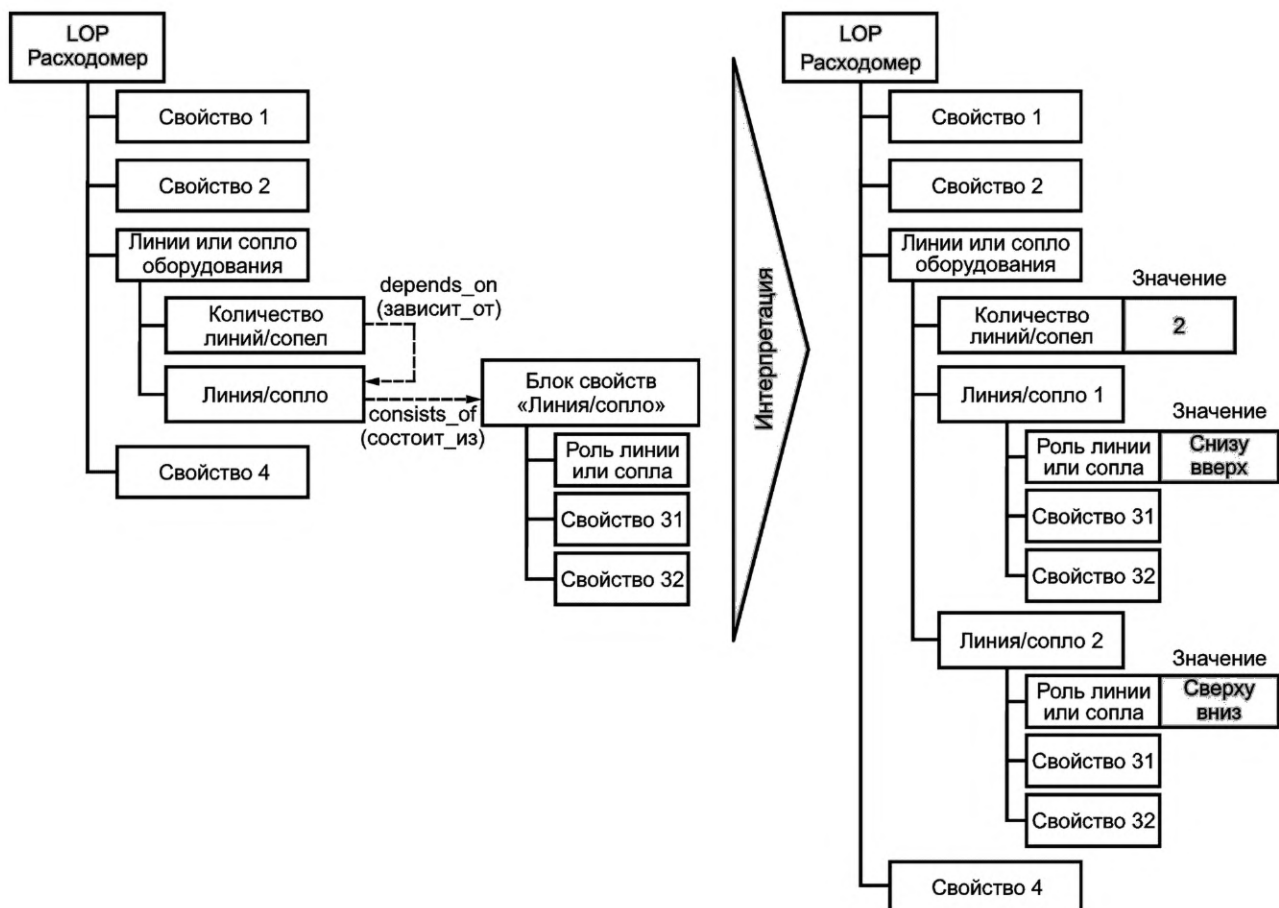 LOP
Расходомер
Свойство 1
Свойство 2
Линии или сопло
оборудования
Количество
линий/сопел
depends_on
(зависит_от)
Линия/сопло
consists_of
(состоит_из)
Блок свойств
«Линия/сопло»
Роль линии
или сопла
Свойство 31
Свойство 32
Свойство 4
Интерпретация
LOP
Расходомер
Свойство 1
Свойство 2
Линии или сопло
оборудования
Значение
Количество
линий/сопел
2
Линия/сопло 1
Значение
Роль линии
или сопла
Снизу
вверх
Свойство 31
Свойство 32
Линия/сопло 2
Значение
Роль линии
или сопла
Сверху
вниз
Свойство 31
Свойство 32
Свойство 4